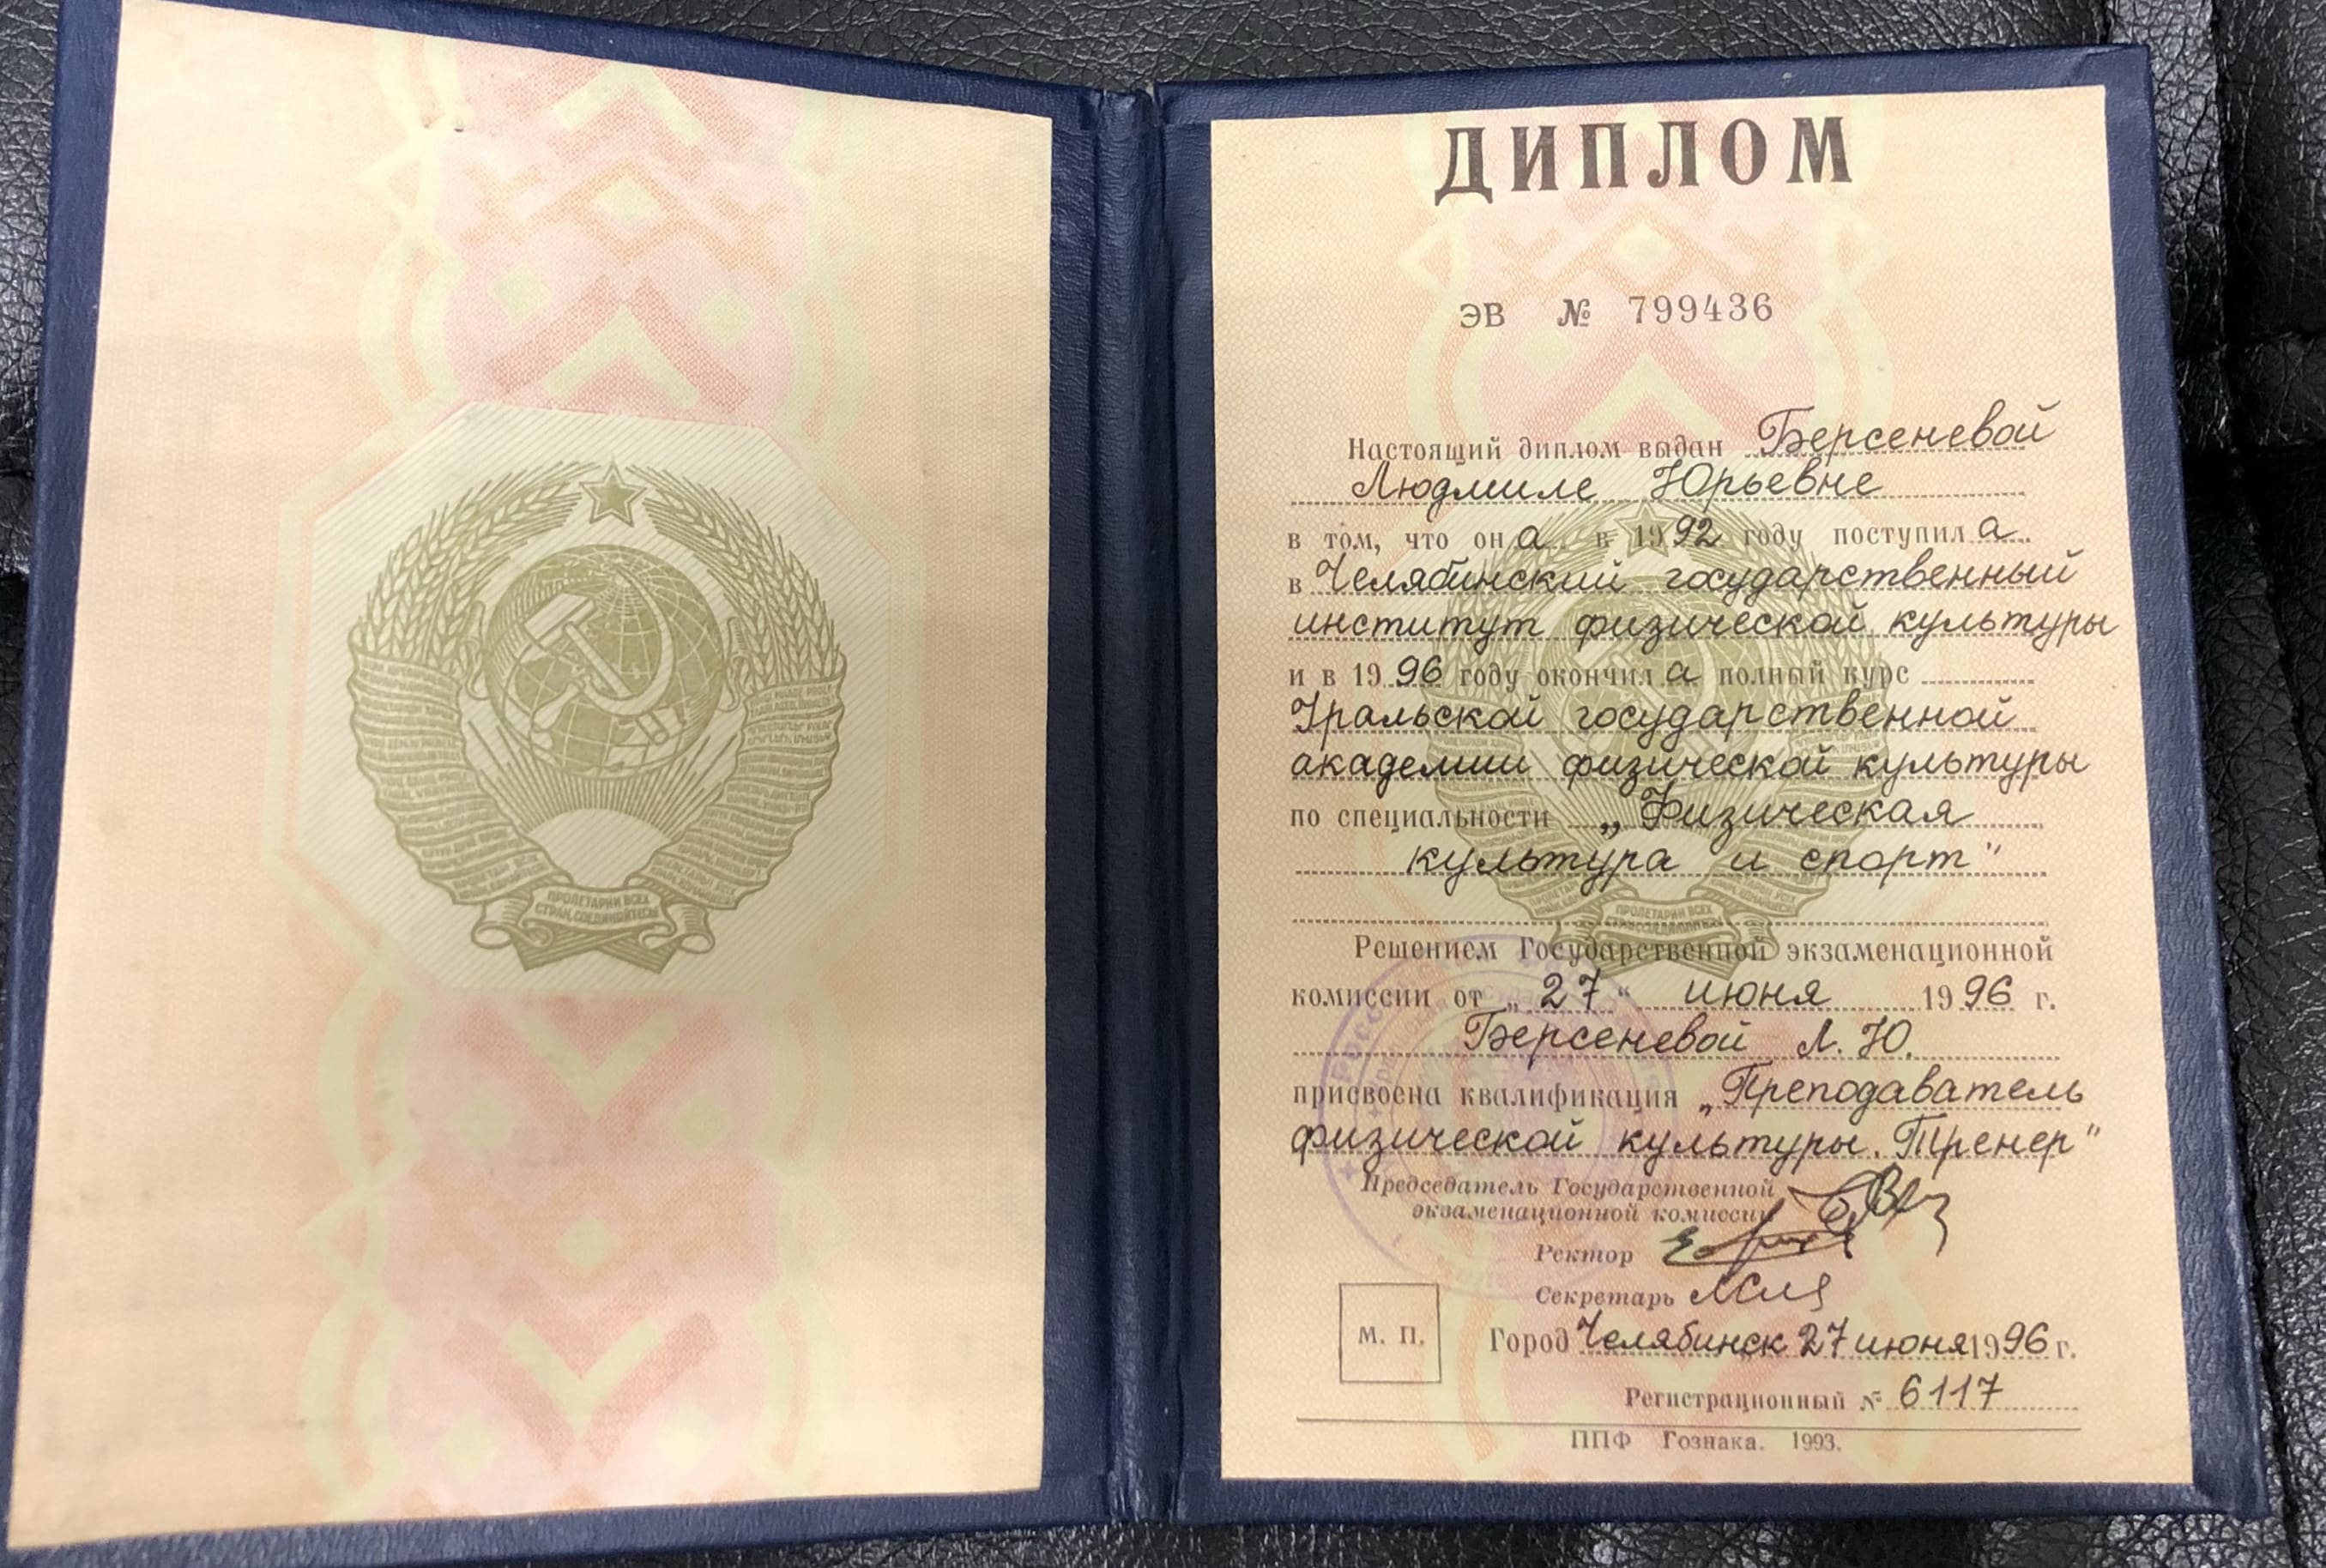 ПРОЛЕТАРИИ ВСЕХ
СТРАН, СОЕДИНЯЙТЕСЬ!
ДИПЛОМ
ЭВ № 799436
Настоящий диплом выдан Берсеневой
Людмиле Юрьевне
в том, что она в 1992 году поступила
в Челябинский государственный
институт физической культуры
и в 1996 году окончила полный курс
Уральской государственной
академии физической культуры
по специальности „Физическая
культура и спорт"
Решением Государственной экзаменационной
комиссии от „27" июня 1996 г.
Берсеневой Л. Ю.
присвоена квалификация „Преподаватель
физической культуры. Тренер"
Председатель Государственной
экзаменационной комиссии
Ректор
Секретарь
М. П.
Город Челябинск 27 июня 1996 г.
Регистрационный № 6117
ППФ Гознака. 1993.